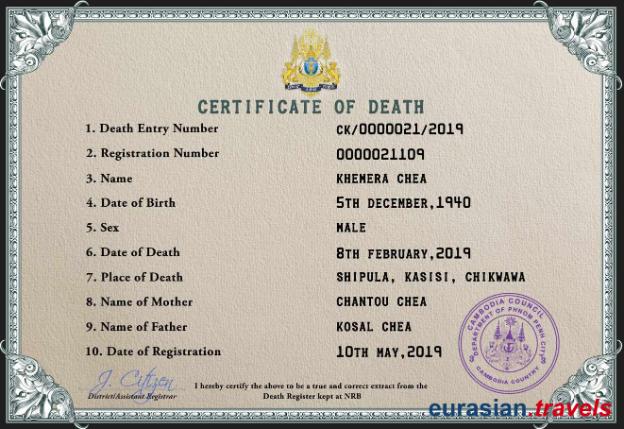 CERTIFICATE OF DEATH
1. Death Entry Number CK/0000021/2019
2. Registration Number 0000021109
3. Name KHEMERA CHEA
4. Date of Birth 5TH DECEMBER,1940
5. Sex MALE
6. Date of Death 8TH FEBRUARY,2019
7. Place of Death SHIPULA, KASISI, CHIKWAWA
8. Name of Mother CHANTOU CHEA
9. Name of Father KOSAL CHEA
10. Date of Registration 10TH MAY,2019
CAMBODIA COUNCIL
DEPARTMENT OF PHNOM PENH CITY
CAMBODIA COUNTRY
J. Citizen
District/Assistant Registrar
I hereby certify the above to be a true and correct extract from the
Death Register kept at NRB
eurasian.travels